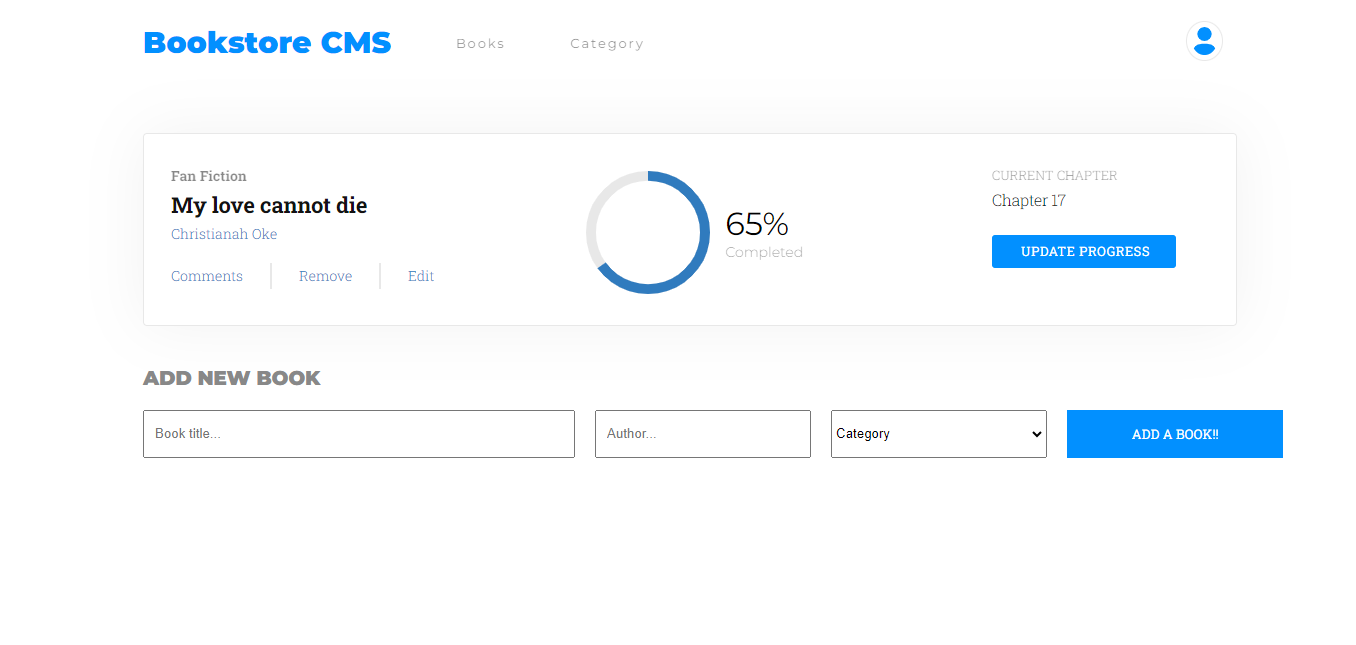 Bookstore CMS
Books
Category
Fan Fiction
My love cannot die
Christianah Oke
Comments
Remove
Edit
65%
Completed
CURRENT CHAPTER
Chapter 17
UPDATE PROGRESS
ADD NEW BOOK
Book title...
Author...
Category
ADD A BOOK!!